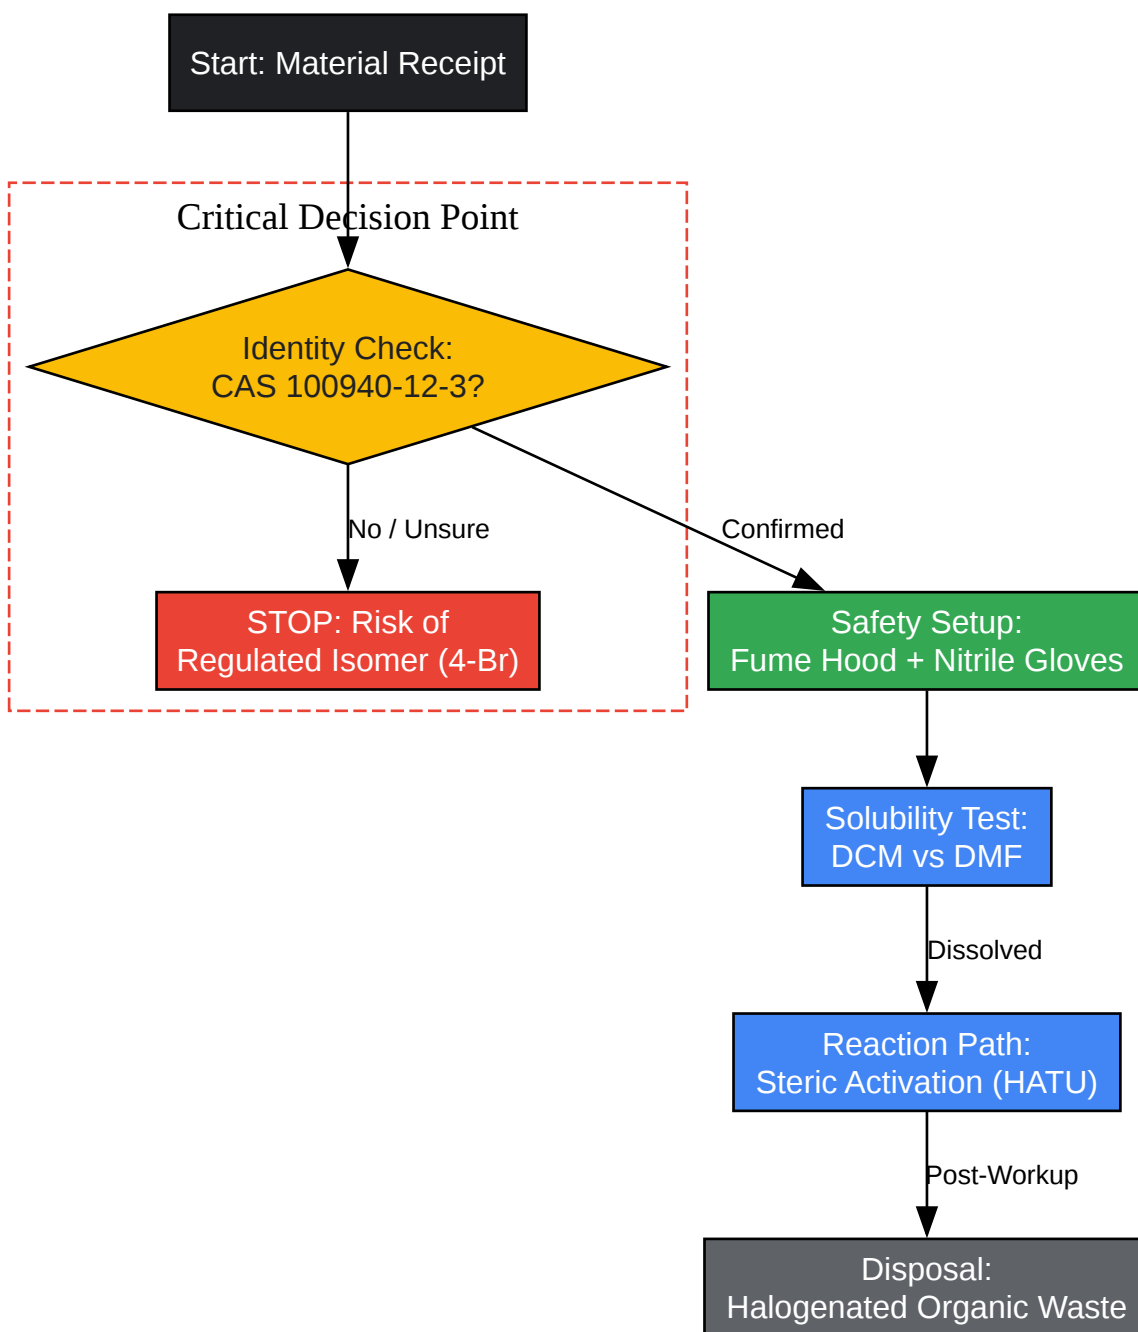 Start: Material Receipt
Critical Decision Point
Identity Check:
CAS 100940-12-3?
No / Unsure
Confirmed
STOP: Risk of
Regulated Isomer (4-Br)
Safety Setup:
Fume Hood + Nitrile Gloves
Solubility Test:
DCM vs DMF
Dissolved
Reaction Path:
Steric Activation (HATU)
Post-Workup
Disposal:
Halogenated Organic Waste